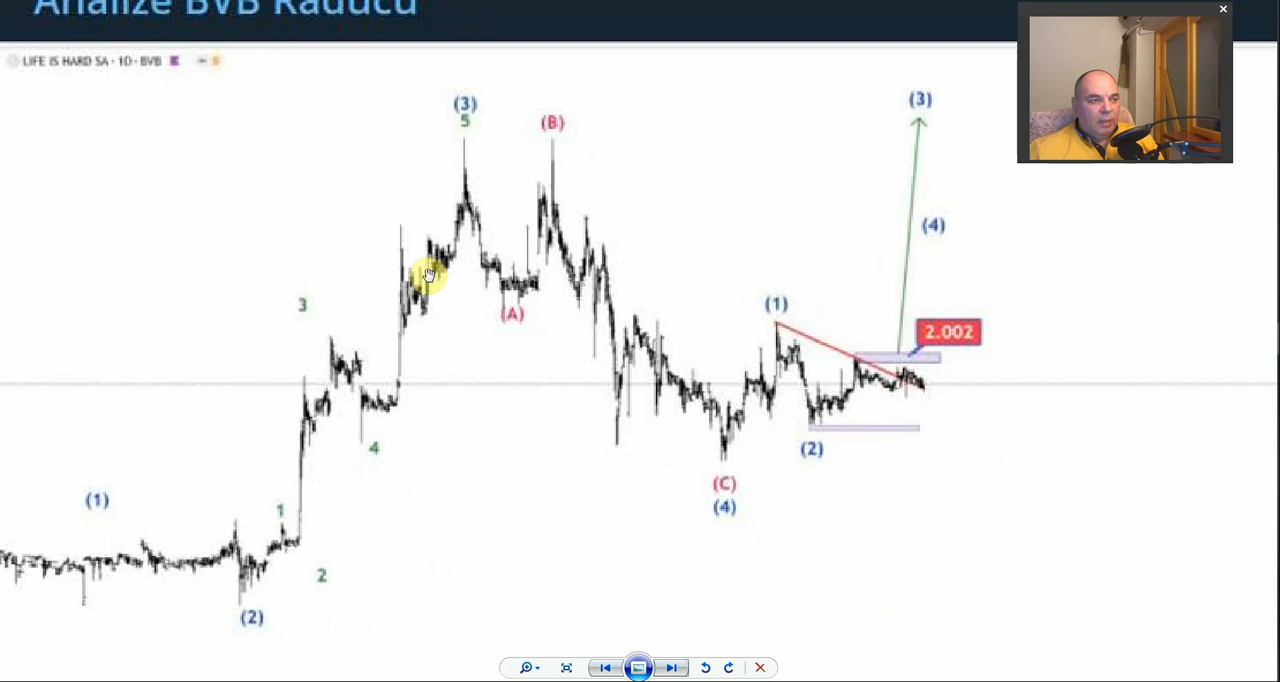 Analize BVB Raducu
LIFE IS HARD SA - 1D - BVB
(3)
5
(B)
(3)
(4)
3
(A)
(1)
2.002
4
(2)
(C)
(4)
(1)
1
2
(2)